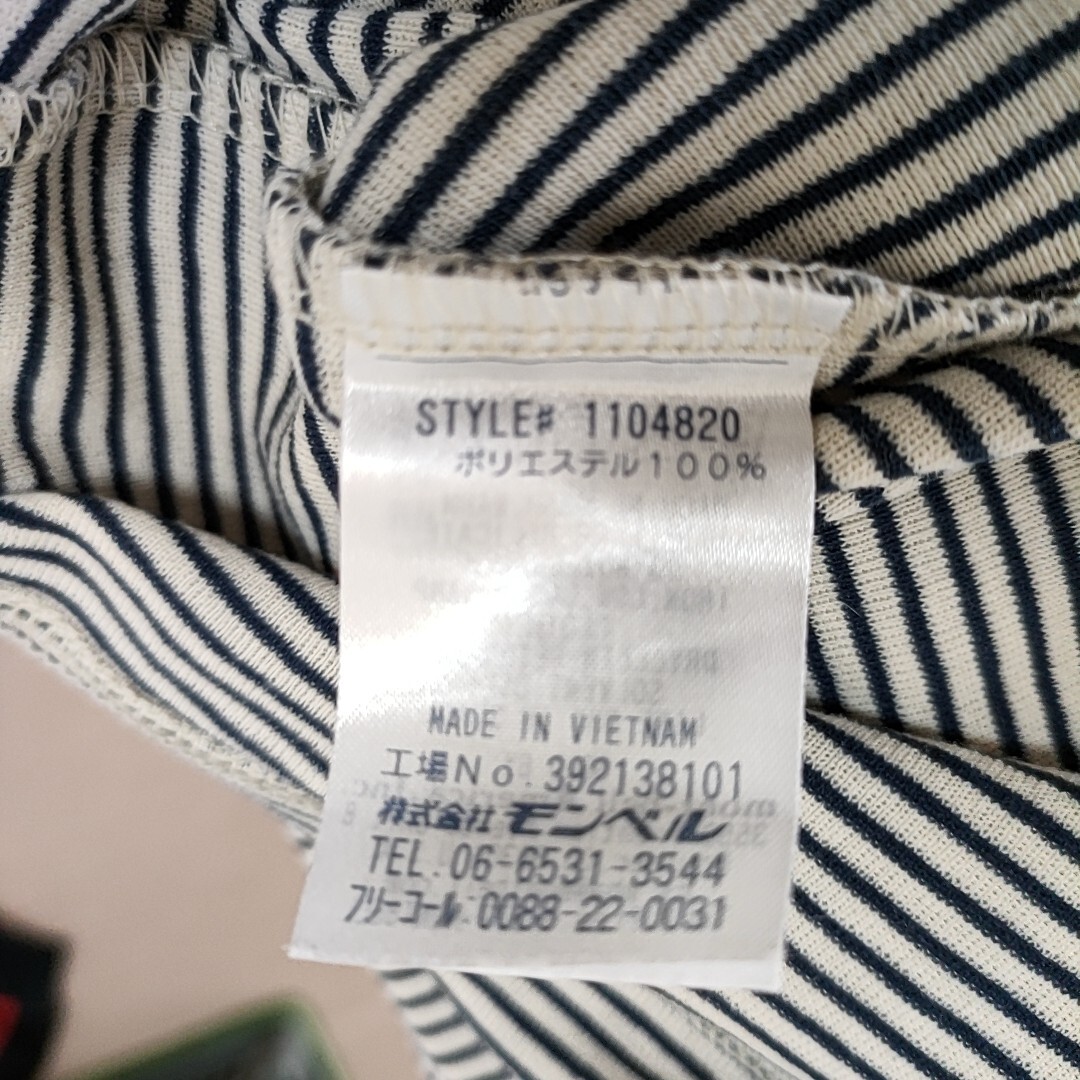 STYLE# 1104820
ポリエステル100%
MADE IN VIETNAM
工場No.392138101
株式会社 モンベル
TEL.06-6531-3544
フリーコール:0088-22-0031